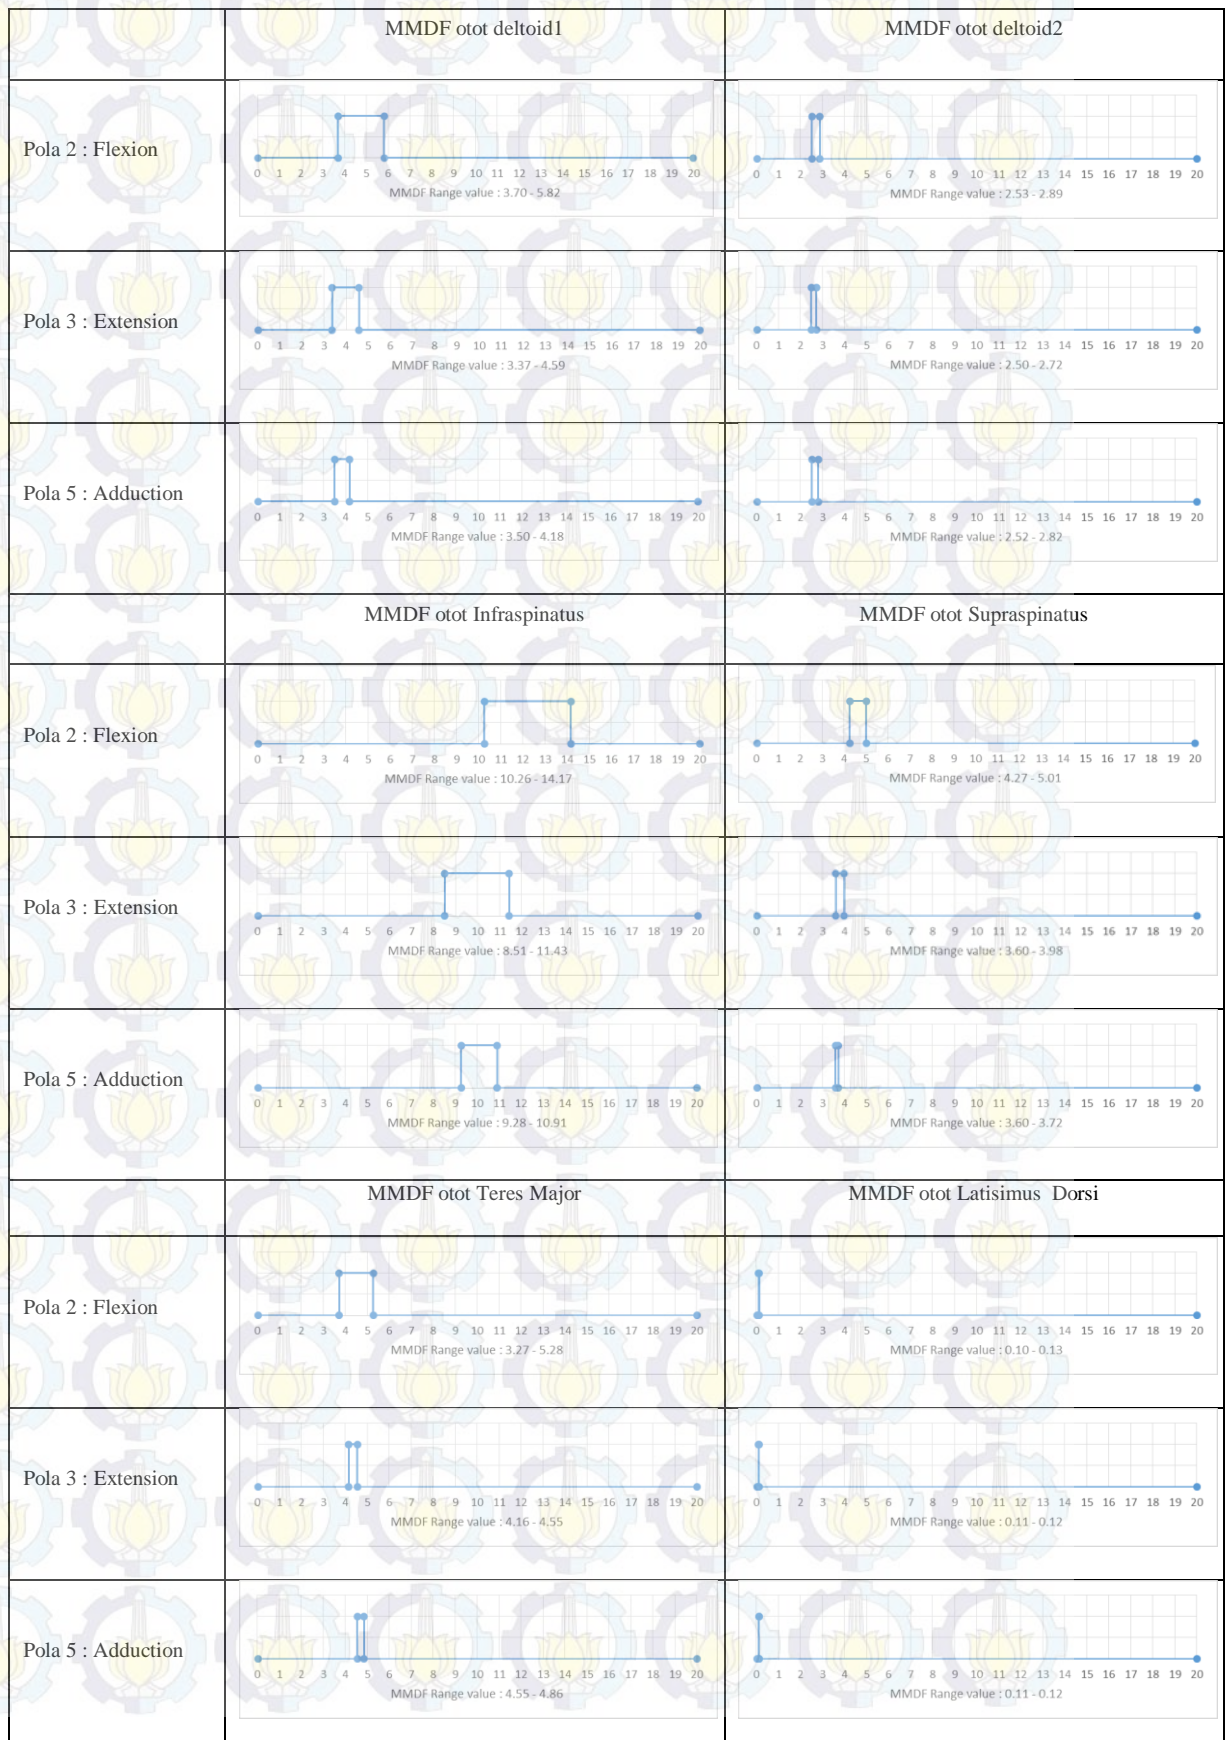 MMDF otot deltoid1 MMDF otot deltoid2
Pola 2 : Flexion
0 1 2 3 4 5 6 7 8 9 10 11 12 13 14 15 16 17 18 19 20
MMDF Range value : 3.70 - 5.82
0 1 2 3 4 5 6 7 8 9 10 11 12 13 14 15 16 17 18 19 20
MMDF Range value : 2.53 - 2.89
Pola 3 : Extension
0 1 2 3 4 5 6 7 8 9 10 11 12 13 14 15 16 17 18 19 20
MMDF Range value : 3.37 - 4.59
0 1 2 3 4 5 6 7 8 9 10 11 12 13 14 15 16 17 18 19 20
MMDF Range value : 2.50 - 2.72
Pola 5 : Adduction
0 1 2 3 4 5 6 7 8 9 10 11 12 13 14 15 16 17 18 19 20
MMDF Range value : 3.50 - 4.18
0 1 2 3 4 5 6 7 8 9 10 11 12 13 14 15 16 17 18 19 20
MMDF Range value : 2.52 - 2.82
MMDF otot Infraspinatus MMDF otot Supraspinatus
Pola 2 : Flexion
0 1 2 3 4 5 6 7 8 9 10 11 12 13 14 15 16 17 18 19 20
MMDF Range value : 10.26 - 14.17
0 1 2 3 4 5 6 7 8 9 10 11 12 13 14 15 16 17 18 19 20
MMDF Range value : 4.27 - 5.01
Pola 3 : Extension
0 1 2 3 4 5 6 7 8 9 10 11 12 13 14 15 16 17 18 19 20
MMDF Range value : 8.51 - 11.43
0 1 2 3 4 5 6 7 8 9 10 11 12 13 14 15 16 17 18 19 20
MMDF Range value : 3.60 - 3.98
Pola 5 : Adduction
0 1 2 3 4 5 6 7 8 9 10 11 12 13 14 15 16 17 18 19 20
MMDF Range value : 9.28 - 10.91
0 1 2 3 4 5 6 7 8 9 10 11 12 13 14 15 16 17 18 19 20
MMDF Range value : 3.60 - 3.72
MMDF otot Teres Major MMDF otot Latisimus Dorsi
Pola 2 : Flexion
0 1 2 3 4 5 6 7 8 9 10 11 12 13 14 15 16 17 18 19 20
MMDF Range value : 3.27 - 5.28
0 1 2 3 4 5 6 7 8 9 10 11 12 13 14 15 16 17 18 19 20
MMDF Range value : 0.10 - 0.13
Pola 3 : Extension
0 1 2 3 4 5 6 7 8 9 10 11 12 13 14 15 16 17 18 19 20
MMDF Range value : 4.16 - 4.55
0 1 2 3 4 5 6 7 8 9 10 11 12 13 14 15 16 17 18 19 20
MMDF Range value : 0.11 - 0.12
Pola 5 : Adduction
0 1 2 3 4 5 6 7 8 9 10 11 12 13 14 15 16 17 18 19 20
MMDF Range value : 4.55 - 4.86
0 1 2 3 4 5 6 7 8 9 10 11 12 13 14 15 16 17 18 19 20
MMDF Range value : 0.11 - 0.12